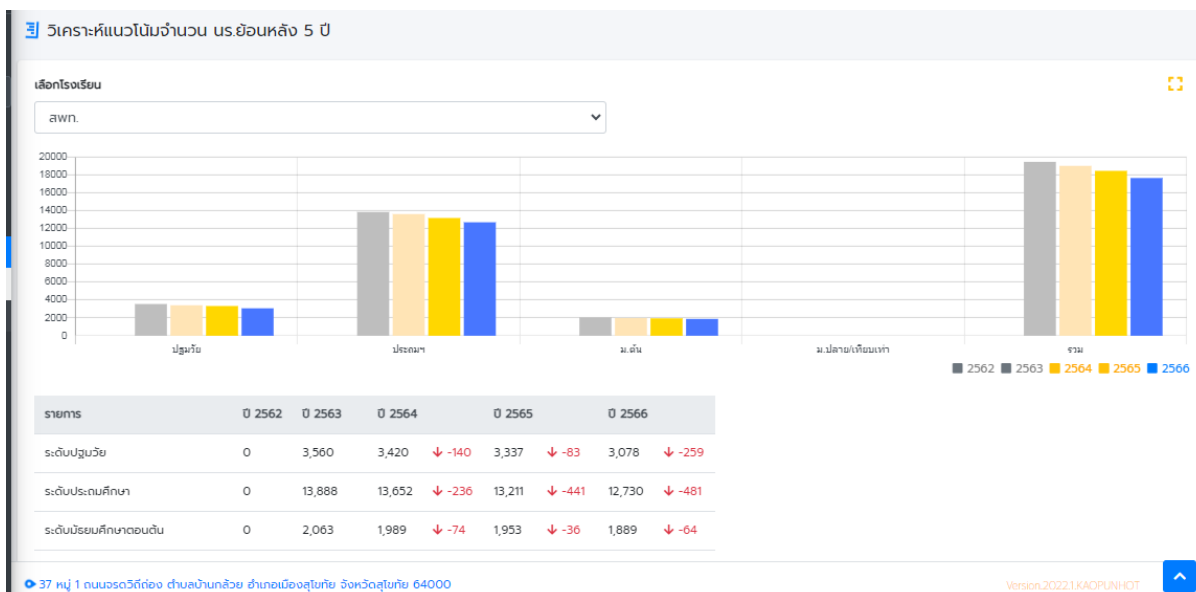 วิเคราะห์แนวโน้มจำนวน นร.ย้อนหลัง 5 ปี
เลือกโรงเรียน
สพท.
20000
18000
16000
14000
12000
10000
8000
6000
4000
2000
0
ปฐมวัย ประถมฯ ม.ต้น ม.ปลาย/เทียบเท่า รวม
2562 2563 2564 2565 2566
รายการ ปี 2562 ปี 2563 ปี 2564 ปี 2565 ปี 2566
ระดับปฐมวัย 0 3,560 3,420 -140 3,337 -83 3,078 -259
ระดับประถมศึกษา 0 13,888 13,652 -236 13,211 -441 12,730 -481
ระดับมัธยมศึกษาตอนต้น 0 2,063 1,989 -74 1,953 -36 1,889 -64
37 หมู่ 1 ถนนจรดวิถีถ่อง ตำบลบ้านกล้วย อำเภอเมืองสุโขทัย จังหวัดสุโขทัย 64000 Version.2022.1.KAOPUNHOT